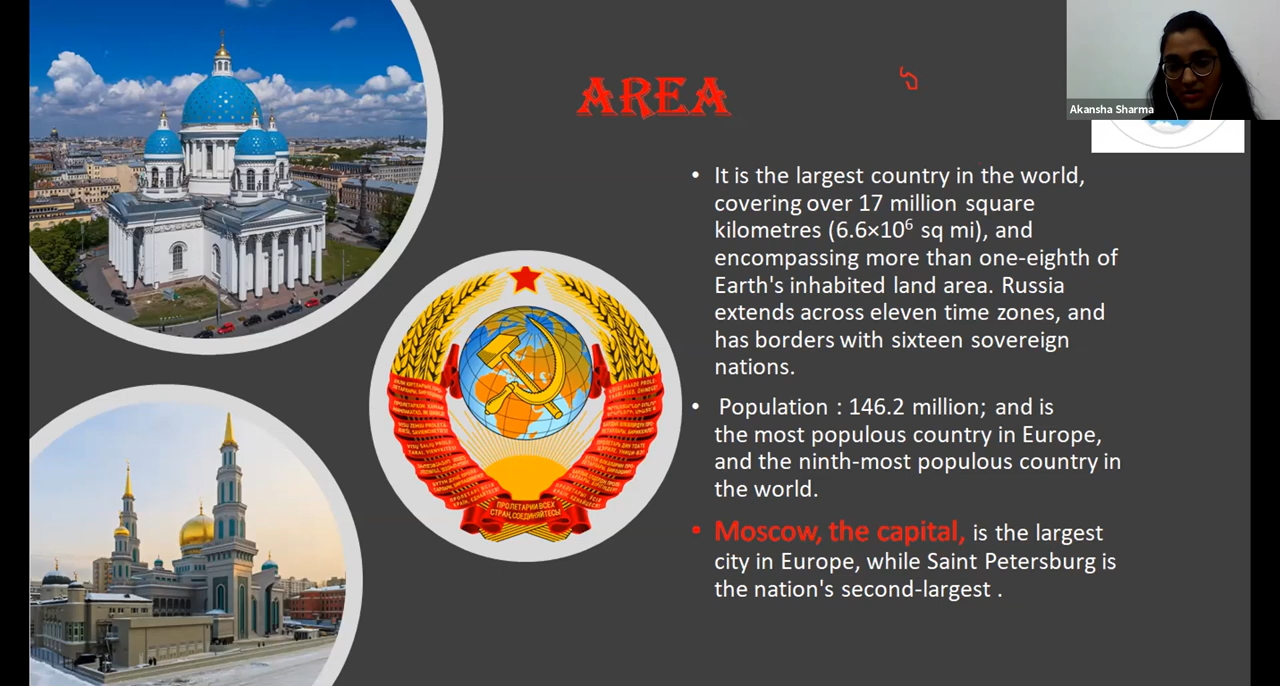 AREA
Akansha Sharma
• It is the largest country in the world,
covering over 17 million square
kilometres (6.6×10⁶ sq mi), and
encompassing more than one-eighth of
Earth's inhabited land area. Russia
extends across eleven time zones, and
has borders with sixteen sovereign
nations.
• Population : 146.2 million; and is
the most populous country in Europe,
and the ninth-most populous country in
the world.
• Moscow, the capital, is the largest
city in Europe, while Saint Petersburg is
the nation's second-largest .
ПРОЛЕТАРИИ ВСЕХ
СТРАН, СОЕДИНЯЙТЕСЬ!